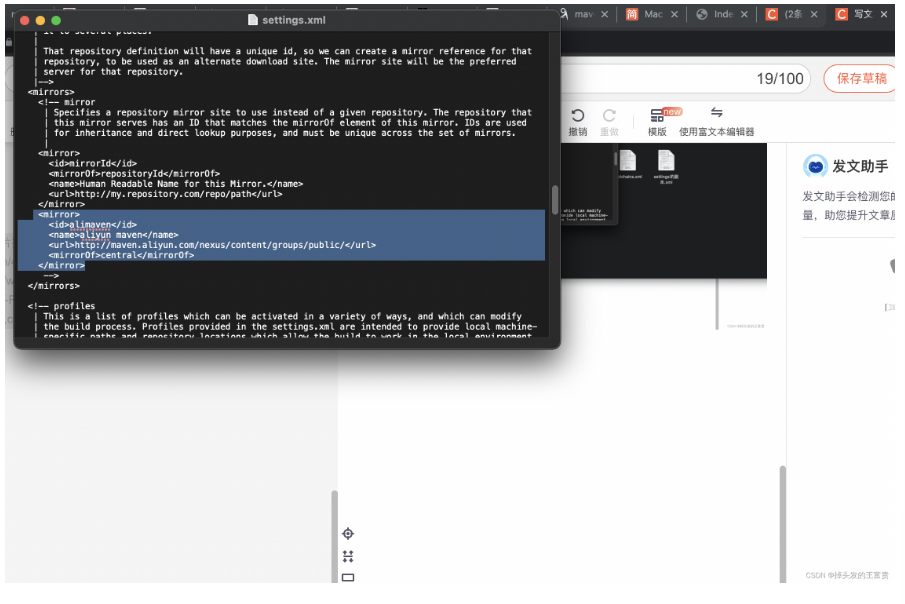 settings.xml
mav
Mac
Inde
(2条
写文
it to several places.
|
| That repository definition will have a unique id, so we can create a mirror reference for that
| repository, to be used as an alternate download site. The mirror site will be the preferred
| server for that repository.
|-->
<mirrors>
<!-- mirror
| Specifies a repository mirror site to use instead of a given repository. The repository that
| this mirror serves has an ID that matches the mirrorOf element of this mirror. IDs are used
| for inheritance and direct lookup purposes, and must be unique across the set of mirrors.
|
<mirror>
<id>mirrorId</id>
<mirrorOf>repositoryId</mirrorOf>
<name>Human Readable Name for this Mirror.</name>
<url>http://my.repository.com/repo/path</url>
</mirror>
<mirror>
<id>alimaven</id>
<name>aliyun maven</name>
<url>http://maven.aliyun.com/nexus/content/groups/public/</url>
<mirrorOf>central</mirrorOf>
</mirror>
-->
</mirrors>
<!-- profiles
| This is a list of profiles which can be activated in a variety of ways, and which can modify
| the build process. Profiles provided in the settings.xml are intended to provide local machine-
| specific paths and repository locations which allow the build to work in the local environment.
19/100
保存草稿
撤销
重做
new
模版
使用富文本编辑器
发文助手
发文助手会检测您的
量，助您提升文章质
which can modify
vide local machine-
CSDN @掉头发的王富贵